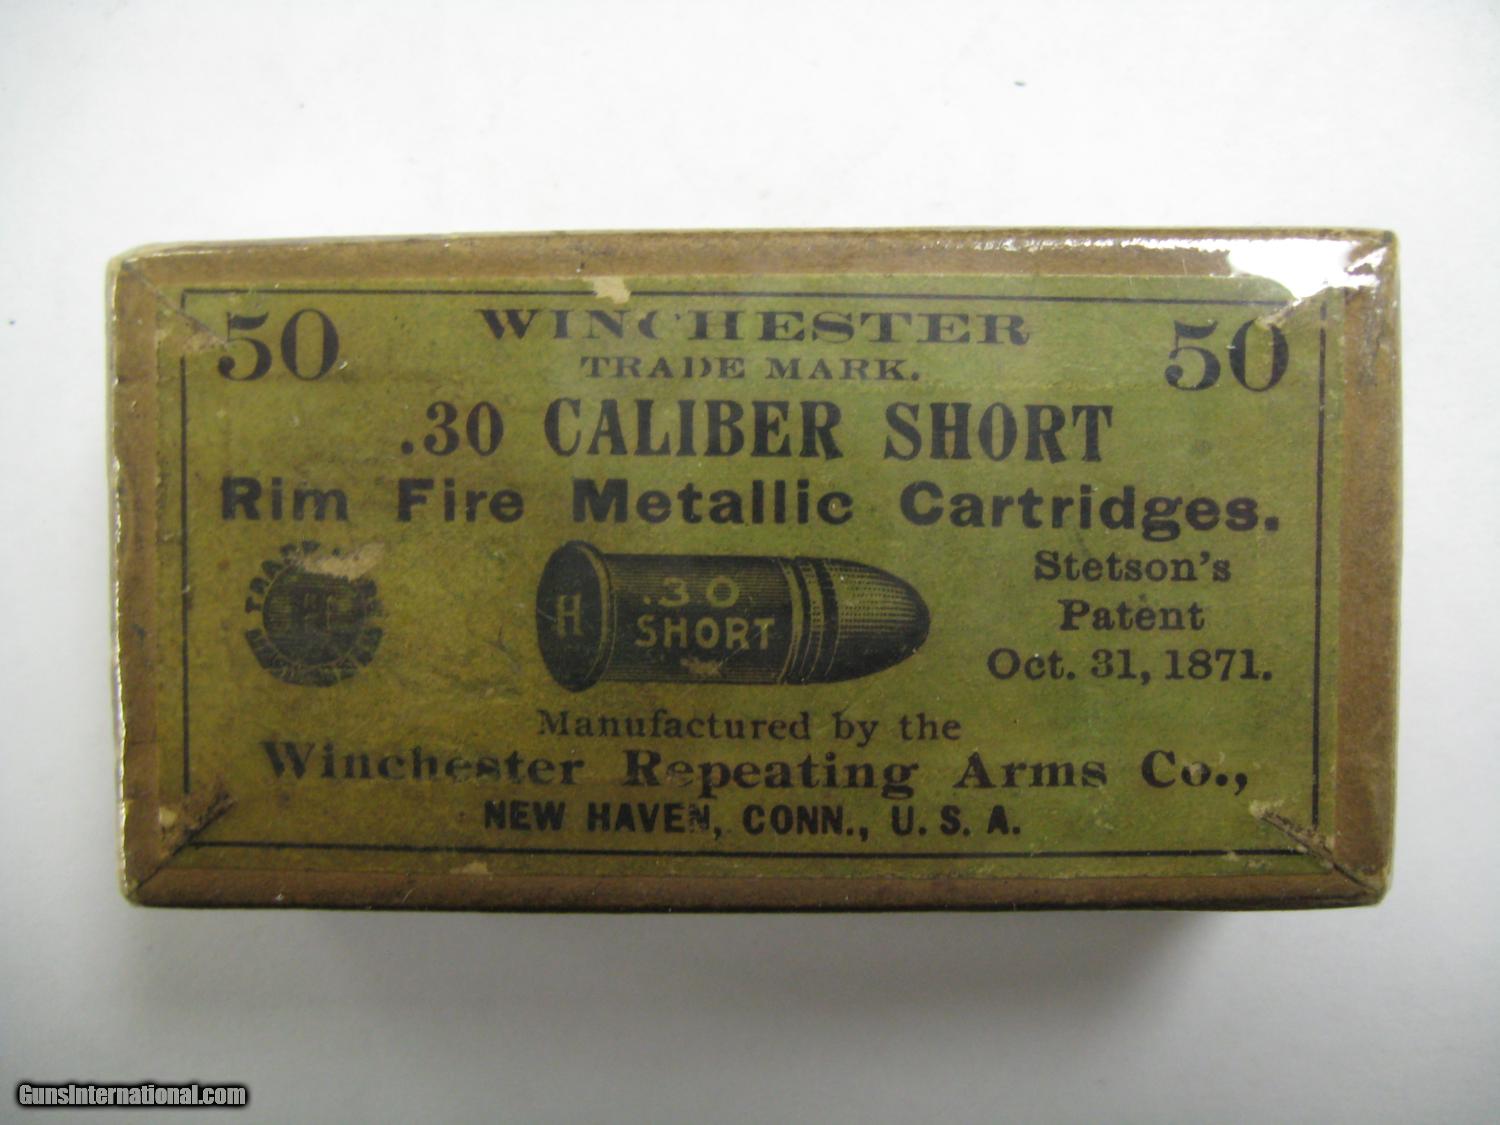 50 WINCHESTER 50
TRADE MARK.
.30 CALIBER SHORT
Rim Fire Metallic Cartridges.
TRADE
H
.30
SHORT
Stetson's
Patent
Oct. 31, 1871.
Manufactured by the
Winchester Repeating Arms Co.,
NEW HAVEN, CONN., U. S. A.
GunsInternational.com